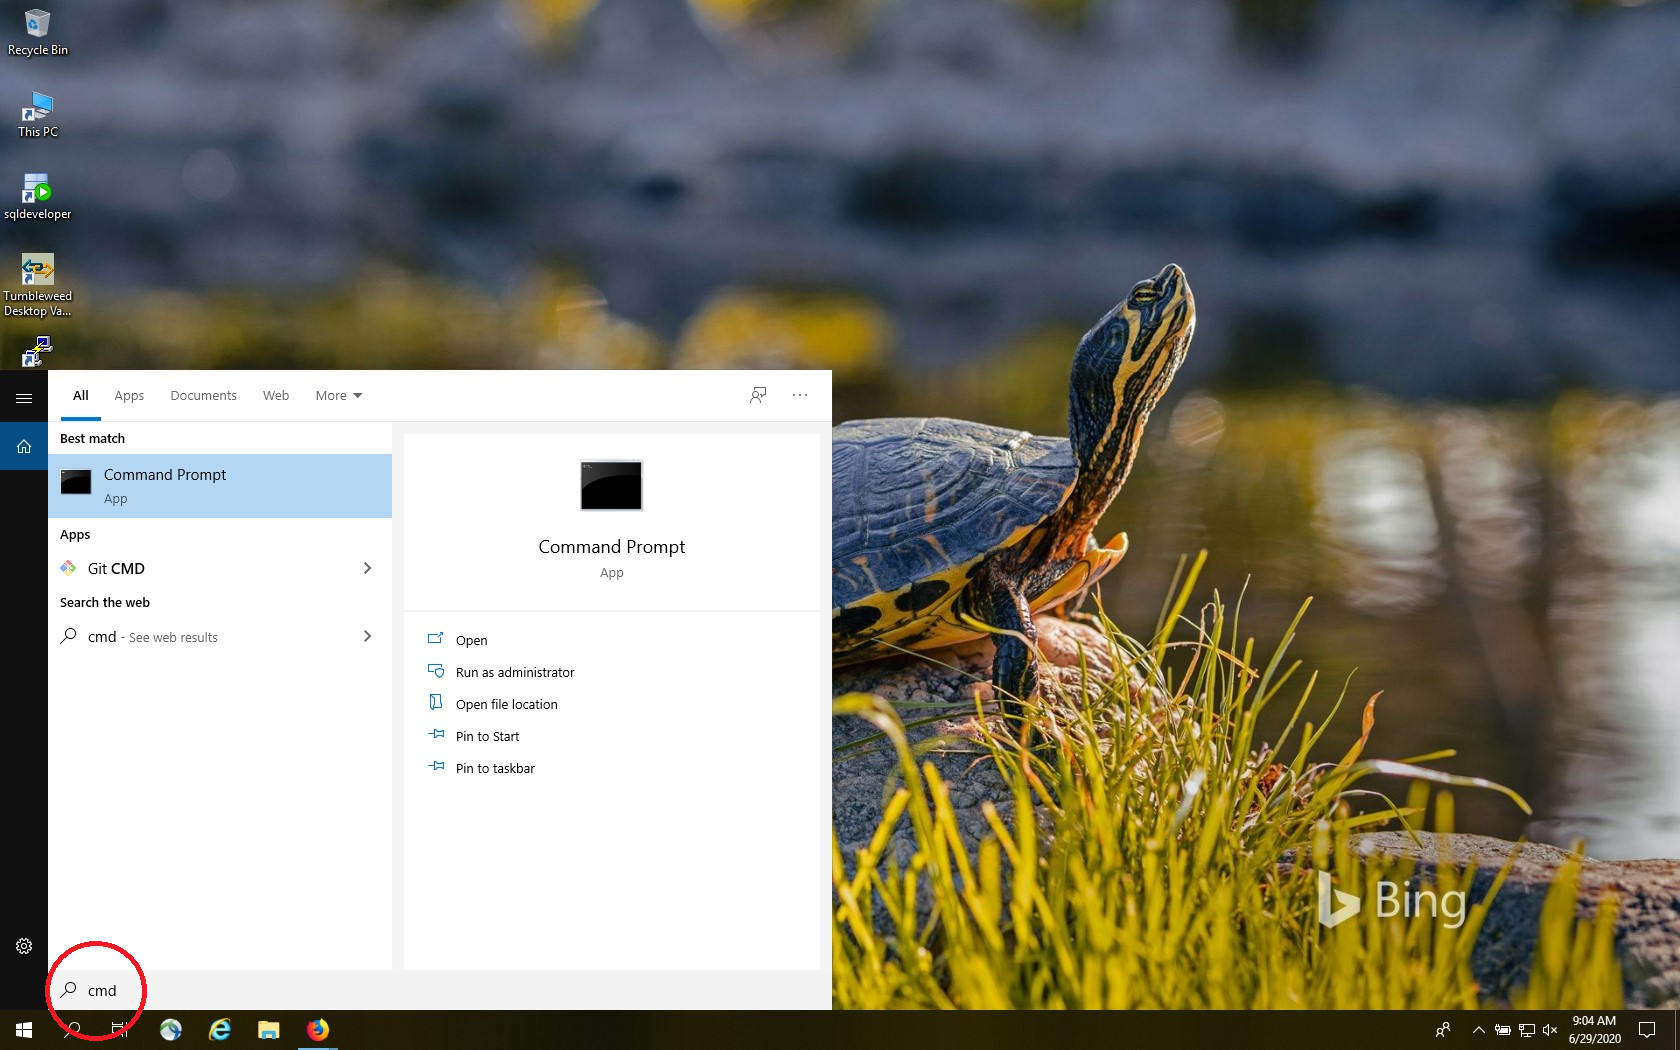 Recycle Bin
This PC
sqldeveloper
Tumbleweed
Desktop Va...
All
Apps
Documents
Web
More
Best match
Command Prompt
App
Apps
Git CMD
Search the web
cmd - See web results
Command Prompt
App
Open
Run as administrator
Open file location
Pin to Start
Pin to taskbar
Bing
cmd
9:04 AM
6/29/2020